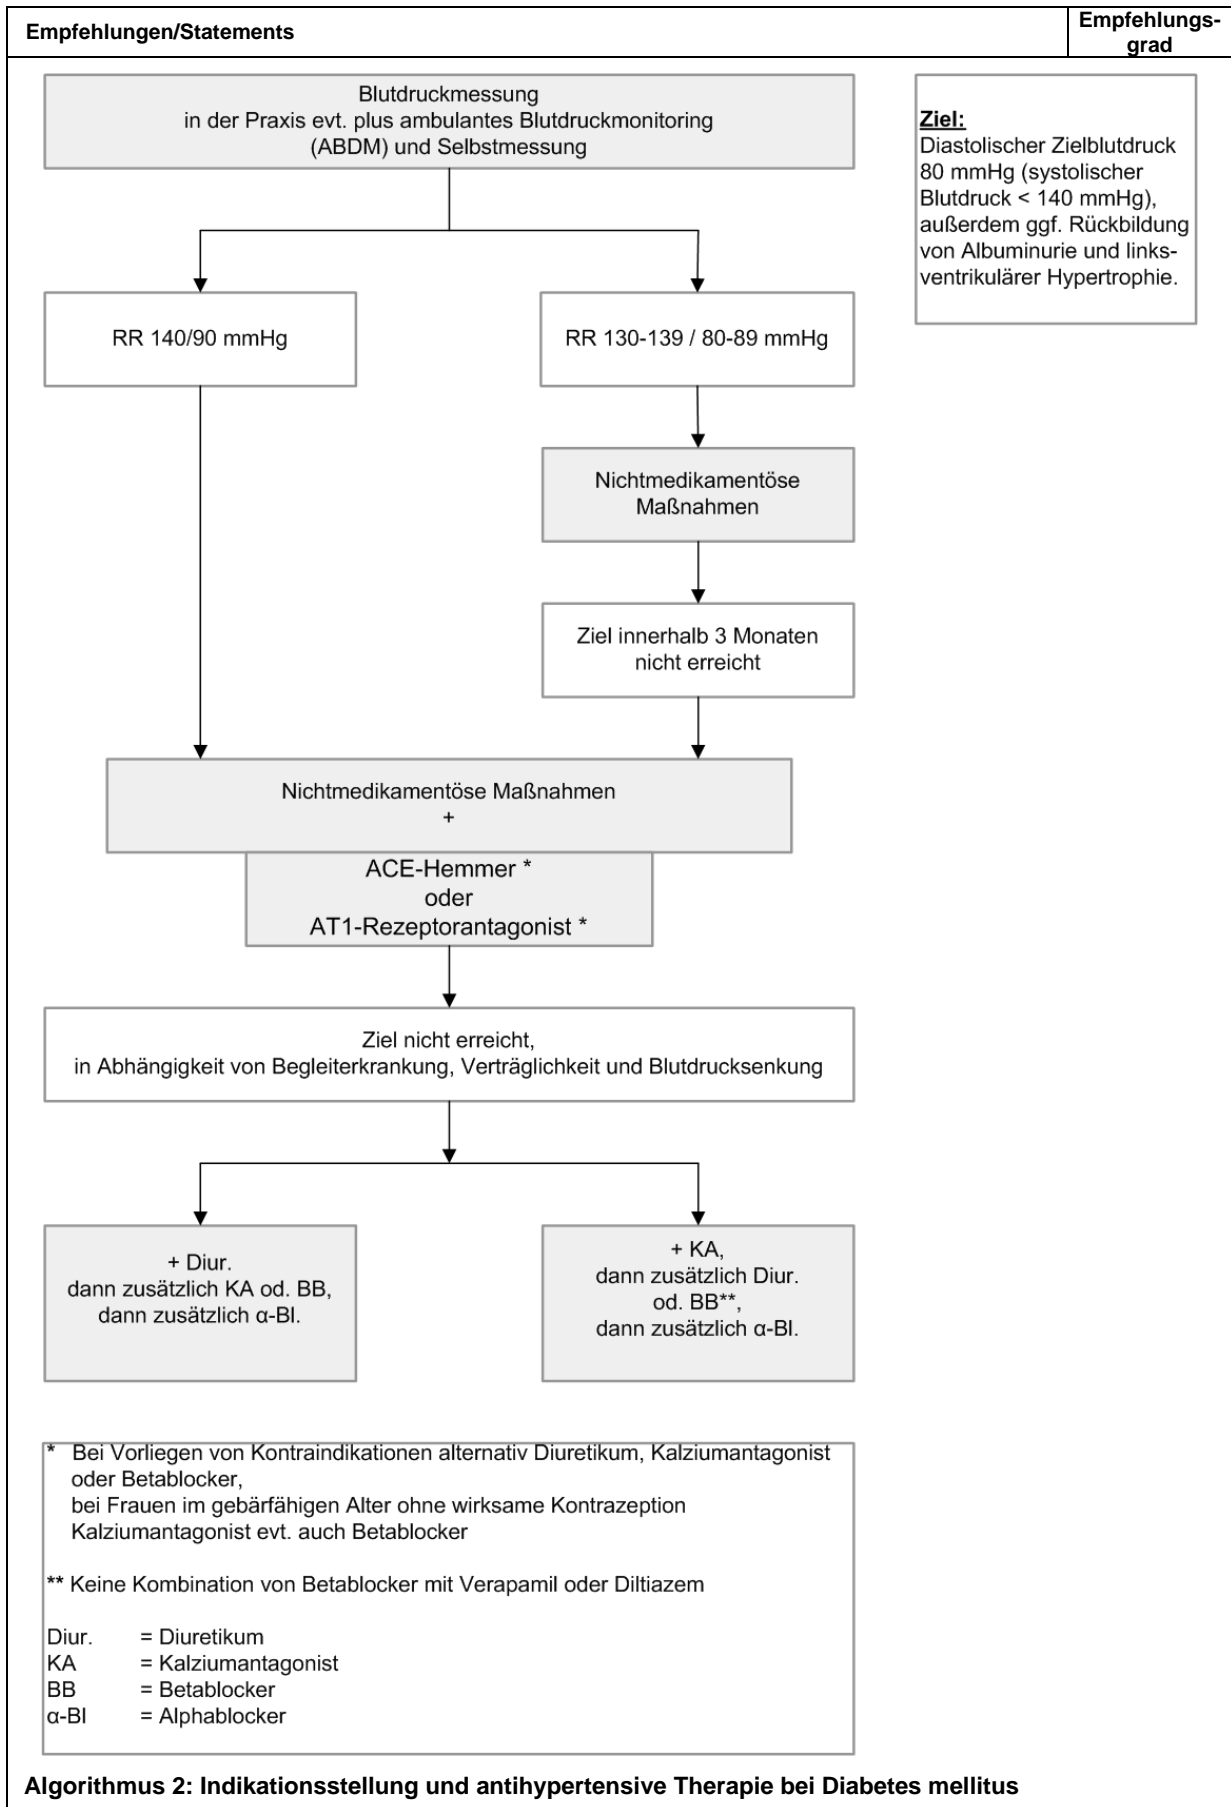 Empfehlungen/Statements
Empfehlungs-
grad
Blutdruckmessung
in der Praxis evt. plus ambulantes Blutdruckmonitoring
(ABDM) und Selbstmessung
Ziel:
Diastolischer Zielblutdruck
80 mmHg (systolischer
Blutdruck < 140 mmHg),
außerdem ggf. Rückbildung
von Albuminurie und links-
ventrikulärer Hypertrophie.
RR 140/90 mmHg
RR 130-139 / 80-89 mmHg
Nichtmedikamentöse
Maßnahmen
Ziel innerhalb 3 Monaten
nicht erreicht
Nichtmedikamentöse Maßnahmen
+
ACE-Hemmer *
oder
AT1-Rezeptorantagonist *
Ziel nicht erreicht,
in Abhängigkeit von Begleiterkrankung, Verträglichkeit und Blutdrucksenkung
+ Diur.
dann zusätzlich KA od. BB,
dann zusätzlich α-Bl.
+ KA,
dann zusätzlich Diur.
od. BB**,
dann zusätzlich α-Bl.
* Bei Vorliegen von Kontraindikationen alternativ Diuretikum, Kalziumantagonist
oder Betablocker,
bei Frauen im gebärfähigen Alter ohne wirksame Kontrazeption
Kalziumantagonist evt. auch Betablocker
** Keine Kombination von Betablocker mit Verapamil oder Diltiazem
Diur. = Diuretikum
KA = Kalziumantagonist
BB = Betablocker
α-Bl = Alphablocker
Algorithmus 2: Indikationsstellung und antihypertensive Therapie bei Diabetes mellitus